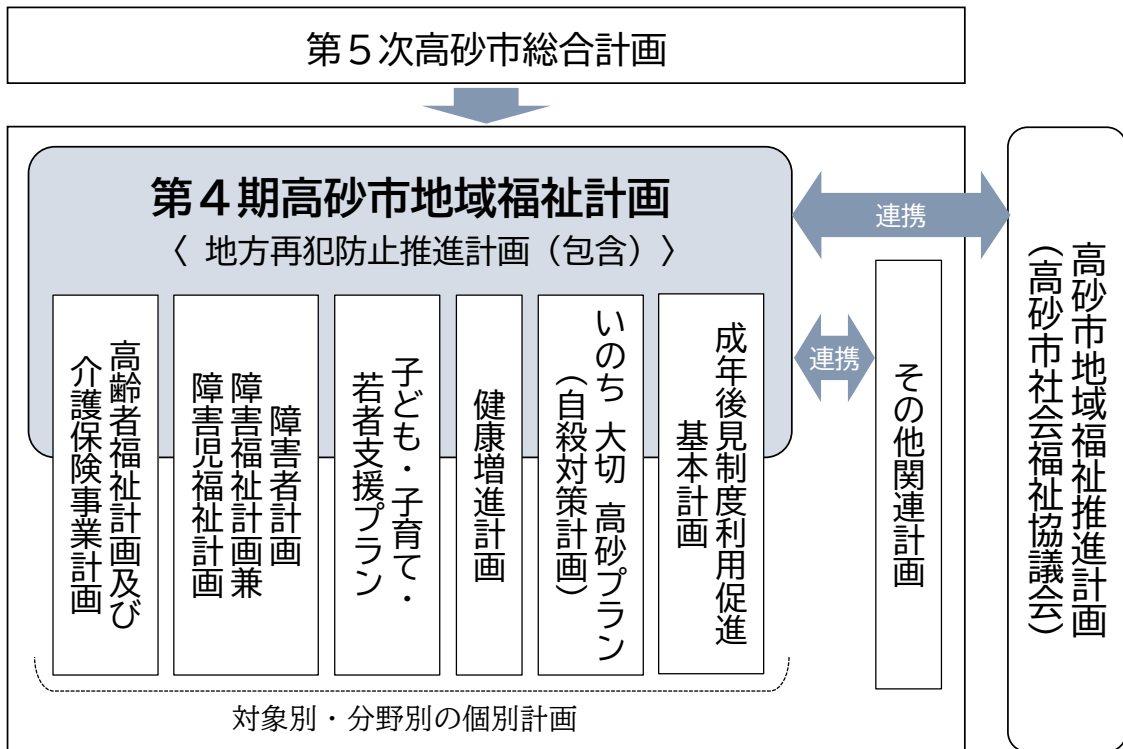 第５次高砂市総合計画
第４期高砂市地域福祉計画
〈 地方再犯防止推進計画（包含）〉
連携
連携
高齢者福祉計画及び
介護保険事業計画
障害者計画
障害福祉計画兼
障害児福祉計画
子ども・子育て・
若者支援プラン
健康増進計画
いのち 大切 高砂プラン
（自殺対策計画）
成年後見制度利用促進
基本計画
その他関連計画
高砂市地域福祉推進計画
（高砂市社会福祉協議会）
対象別・分野別の個別計画